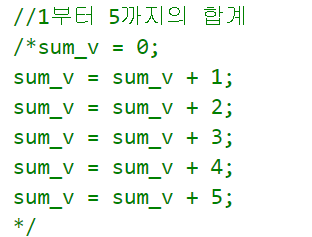 //1부터 5까지의 합계
/*sum_v = 0;
sum_v = sum_v + 1;
sum_v = sum_v + 2;
sum_v = sum_v + 3;
sum_v = sum_v + 4;
sum_v = sum_v + 5;
*/